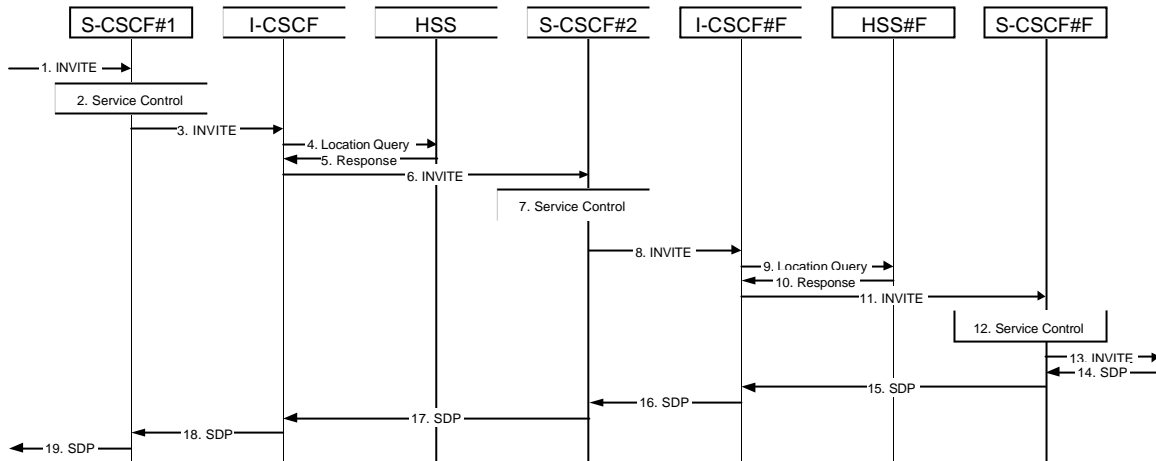 S-CSCF#1
I-CSCF
HSS
S-CSCF#2
I-CSCF#F
HSS#F
S-CSCF#F
1. INVITE
2. Service Control
3. INVITE
4. Location Query
5. Response
6. INVITE
7. Service Control
8. INVITE
9. Location Query
10. Response
11. INVITE
12. Service Control
13. INVITE
14. SDP
15. SDP
16. SDP
17. SDP
18. SDP
19. SDP